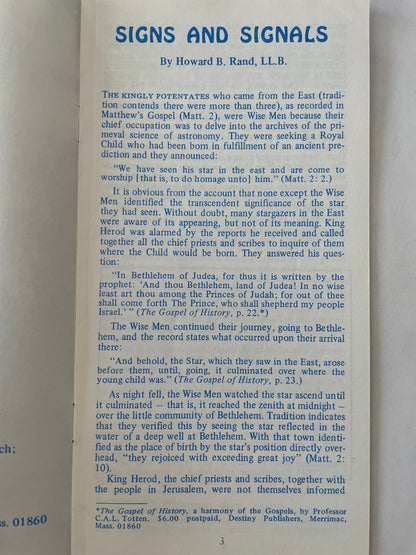 SIGNS AND SIGNALS
By Howard B. Rand, LL.B.
THE KINGLY POTENTATES who came from the East (tradi-
tion contends there were more than three), as recorded in
Matthew's Gospel (Matt. 2), were Wise Men because their
chief occupation was to delve into the archives of the pri-
meval science of astronomy. They were seeking a Royal
Child who had been born in fulfillment of an ancient pre-
diction and they announced:
"We have seen his star in the east and are come to
worship [that is, to do homage unto] him." (Matt. 2: 2.)
It is obvious from the account that none except the Wise
Men identified the transcendent significance of the star
they had seen. Without doubt, many stargazers in the East
were aware of its appearing, but not of its meaning. King
Herod was alarmed by the reports he received and called
together all the chief priests and scribes to inquire of them
where the Child would be born. They answered his ques-
tion:
"In Bethlehem of Judea, for thus it is written by the
prophet: 'And thou Bethlehem, land of Judea! In no wise
least art thou among the Princes of Judah; for out of thee
shall come forth The Prince, who shall shepherd my people
Israel.' " (The Gospel of History, p. 22.*)
The Wise Men continued their journey, going to Bethle-
hem, and the record states what occurred upon their arrival
there:
"And behold, the Star, which they saw in the East, arose
before them, until, going, it culminated over where the
young child was." (The Gospel of History, p. 23.)
As night fell, the Wise Men watched the star ascend until
it culminated — that is, it reached the zenith at midnight —
over the little community of Bethlehem. Tradition indicates
that they verified this by seeing the star reflected in the
water of a deep well at Bethlehem. With that town identi-
fied as the place of birth by the star's position directly over-
head, "they rejoiced with exceeding great joy" (Matt. 2:
10).
King Herod, the chief priests and scribes, together with
the people in Jerusalem, were not themselves informed
*The Gospel of History, a harmony of the Gospels, by Professor
C.A.L. Totten. $6.00 postpaid, Destiny Publishers, Merrimac,
Mass. 01860
3
ch;
ss. 01860